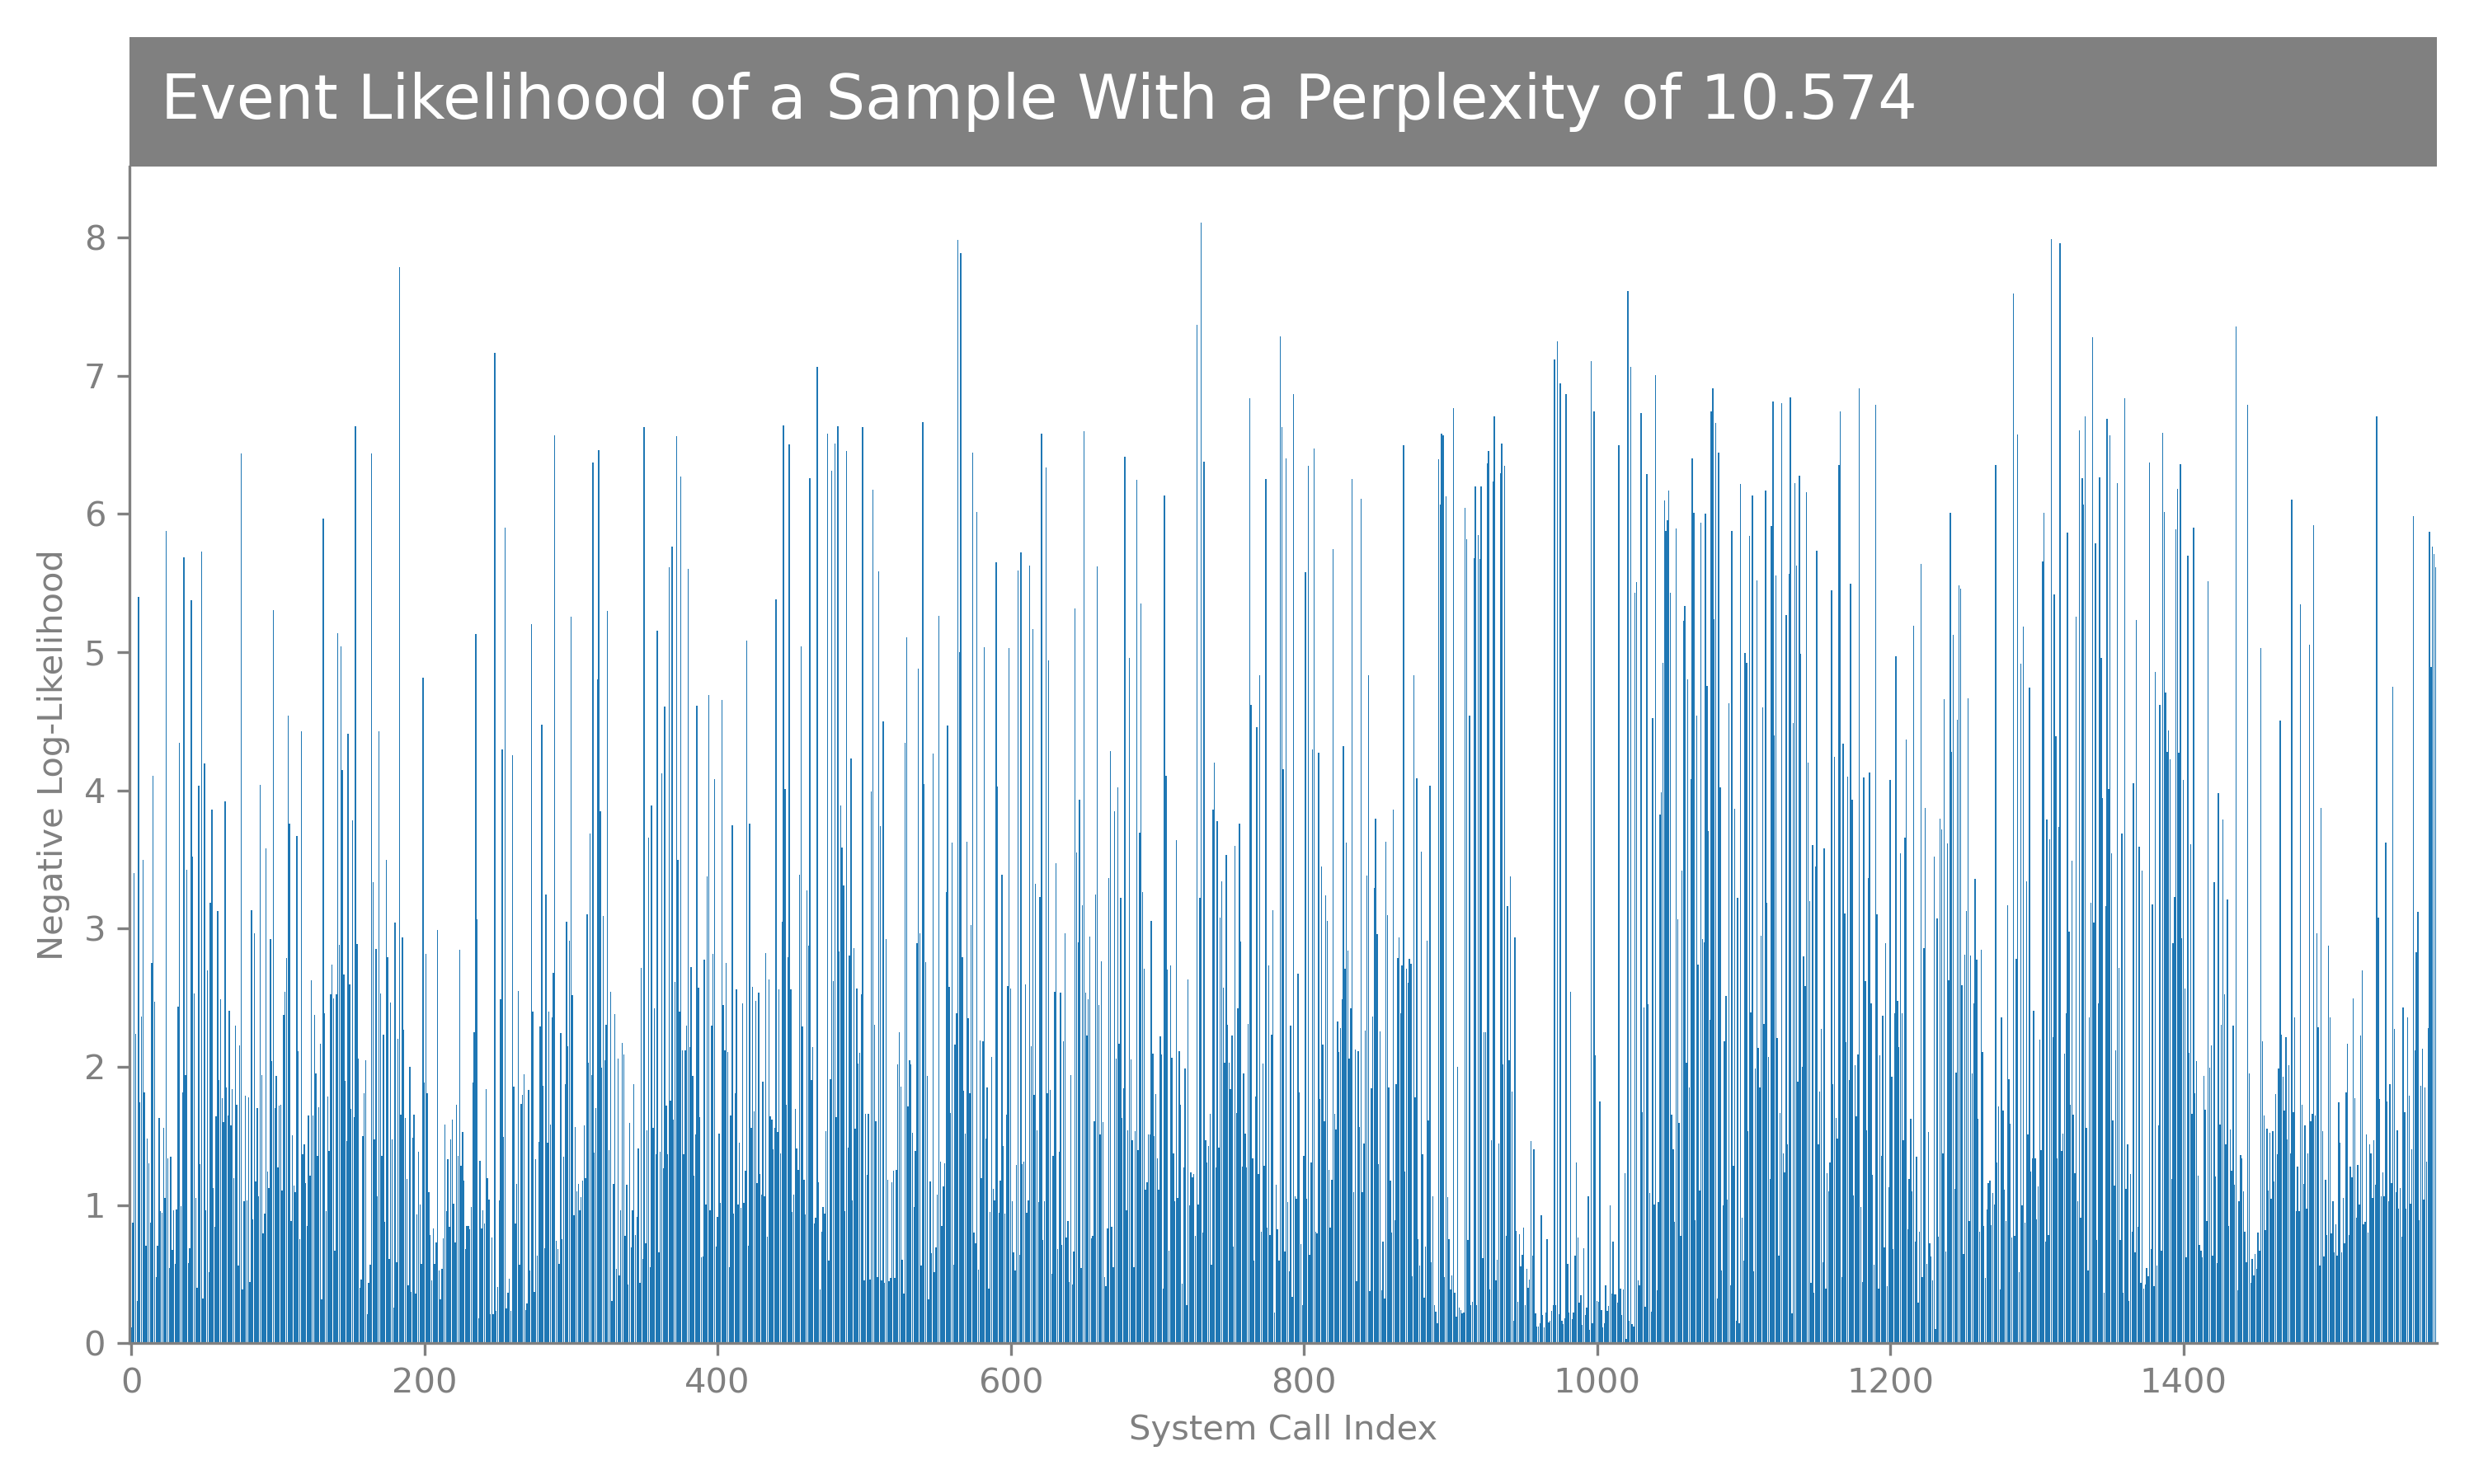 Event Likelihood of a Sample With a Perplexity of 10.574
8
7
6
5
4
3
2
1
0
Negative Log-Likelihood
0 200 400 600 800 1000 1200 1400
System Call Index